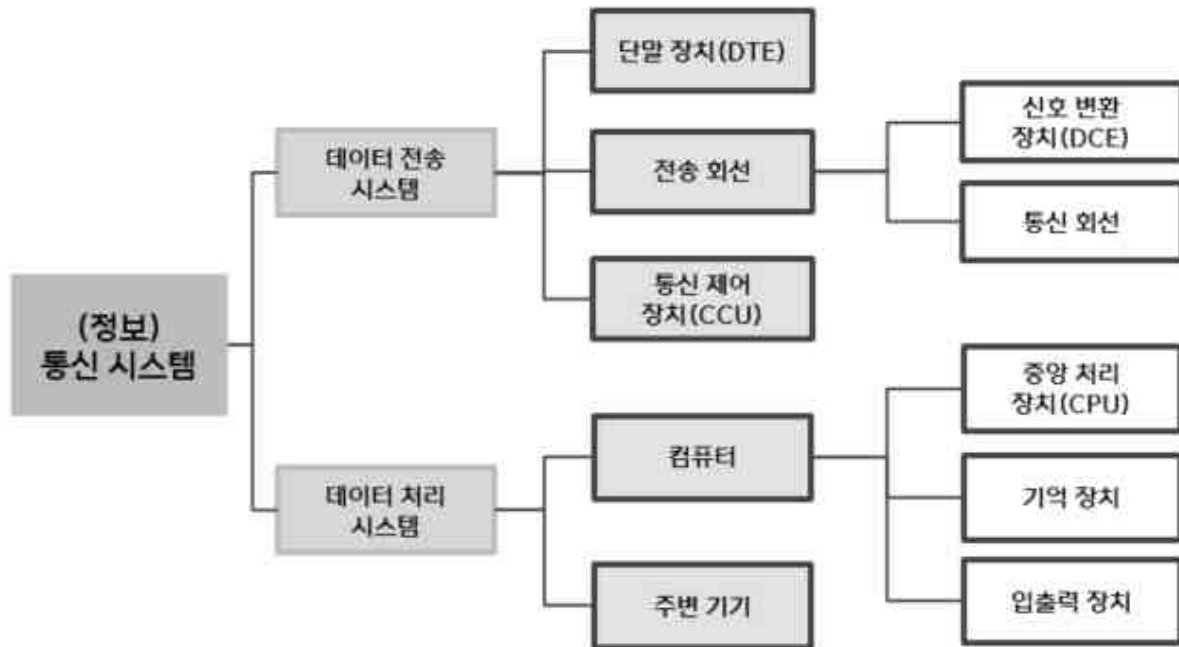 단말 장치(DTE)
신호 변환
장치(DCE)
데이터 전송
시스템
전송 회선
통신 회선
통신 제어
장치(CCU)
(정보)
통신 시스템
중앙 처리
장치(CPU)
컴퓨터
데이터 처리
시스템
기억 장치
주변 기기
입출력 장치